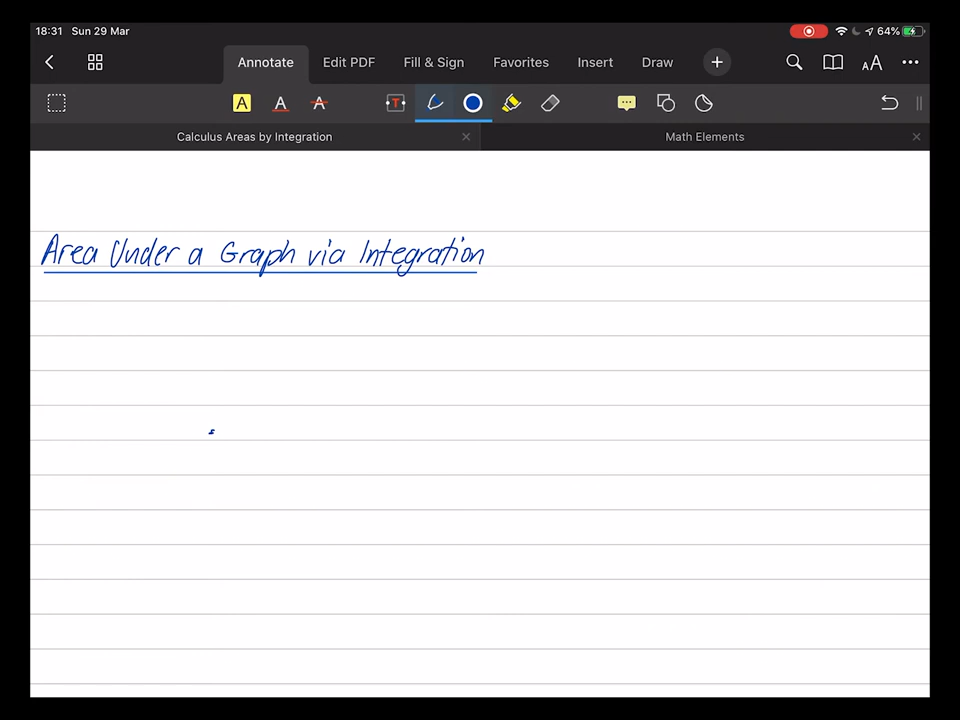 18:31 Sun 29 Mar 64%
Annotate Edit PDF Fill & Sign Favorites Insert Draw AA
A A A T
Calculus Areas by Integration Math Elements
Area Under a Graph via Integration